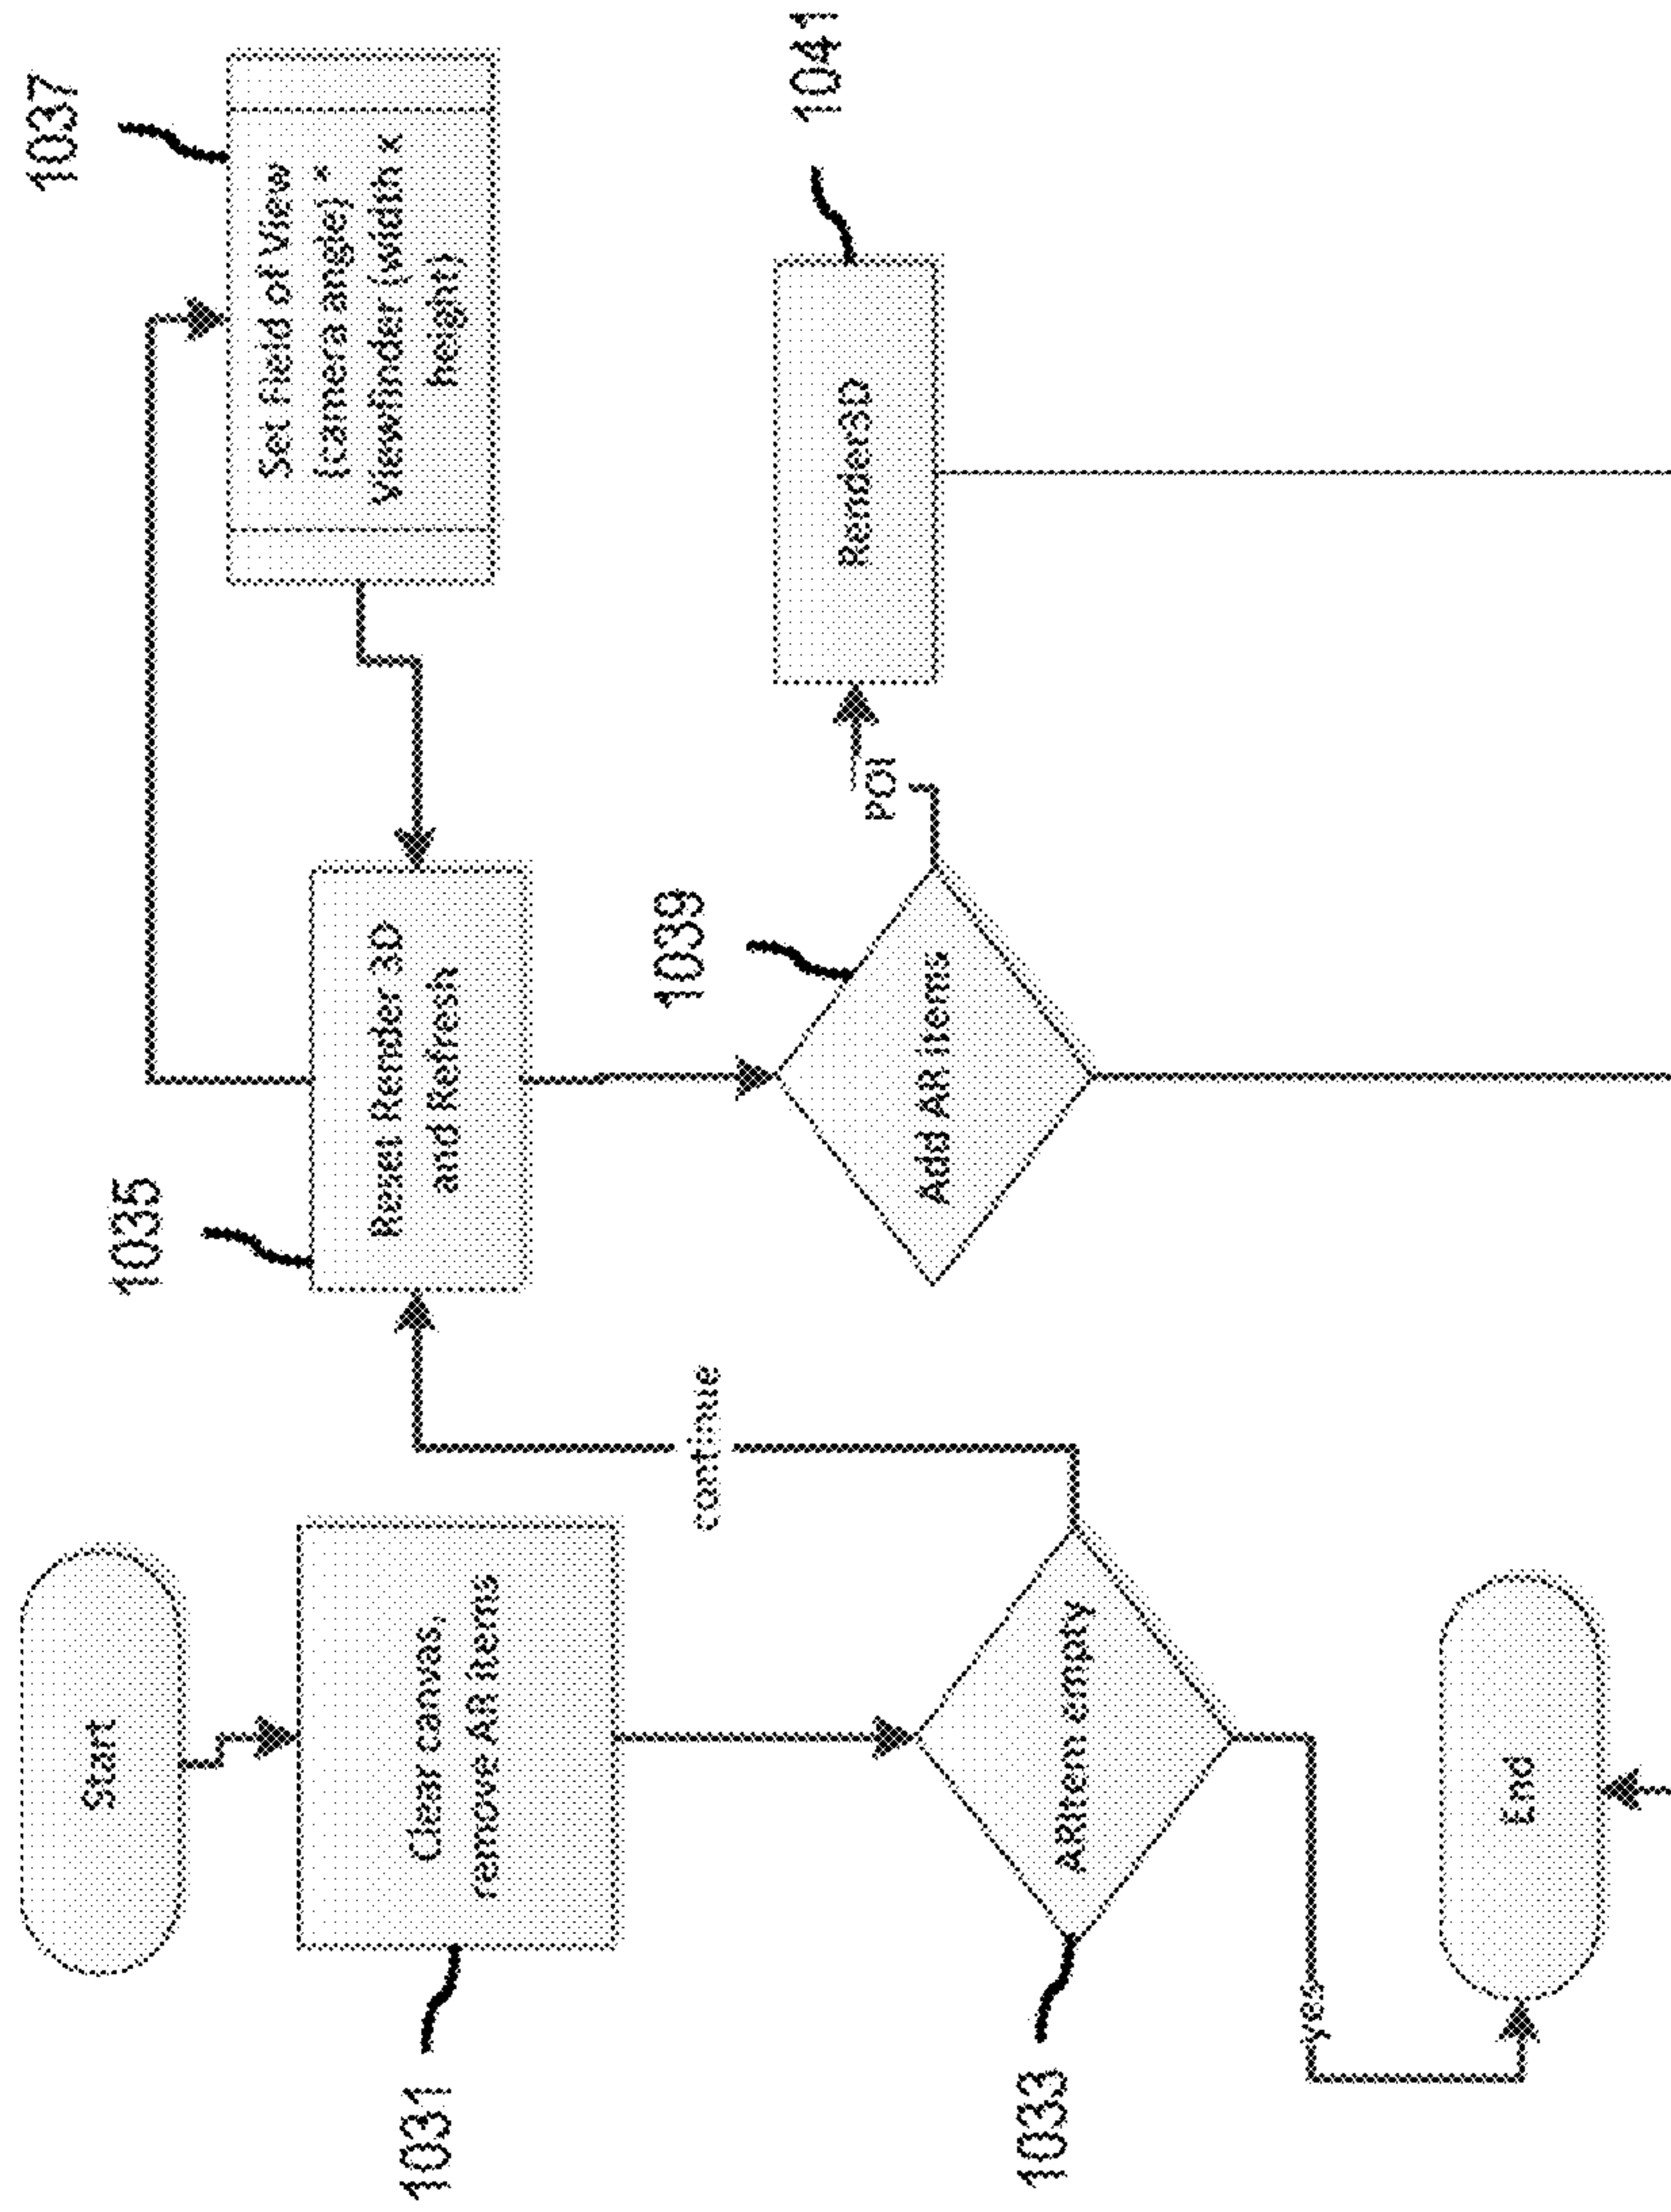 Start
1031
Clear canvas,
remove AR items
1033
ARItem empty
yes
End
continue
1035
Reset Render 3D
and Refresh
1037
Set Field of View
(camera angle) *
Viewfinder (width x
height)
1039
Add AR items
POI
1041
Render3D